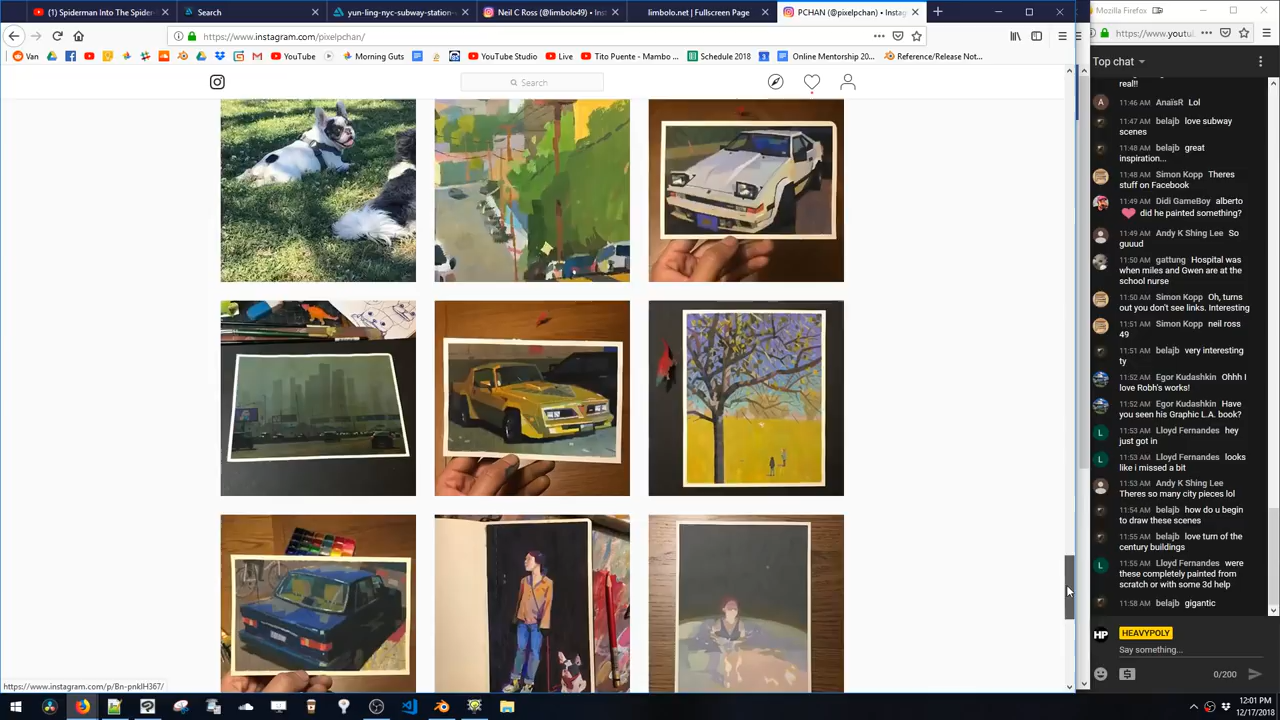 (1) Spiderman Into The Spider
Search
yun-ling-nyc-subway-station-
Neil C Ross (@limbolo49) • Inst
limbolo.net | Fullscreen Page
PCHAN (@pixelpchan) • Instag
Mozilla Firefox
https://www.instagram.com/pixelpchan/
https://www.youtu
Van
YouTube
Morning Guts
YouTube Studio
Live
Tito Puente - Mambo ...
Schedule 2018
Online Mentorship 20...
Reference/Release Not...
Search
Top chat
real!!
11:46 AM AnaïsR Lol
11:47 AM belajb love subway
scenes
11:48 AM belajb great
inspiration...
11:48 AM Simon Kopp Theres
stuff on Facebook
11:49 AM Didi GameBoy alberto
did he painted something?
11:49 AM Andy K Shing Lee So
guuud
11:50 AM gattung Hospital was
when miles and Gwen are at the
school nurse
11:50 AM Simon Kopp Oh, turns
out you don't see links. Interesting
11:51 AM Simon Kopp neil ross
49
11:51 AM belajb very interesting
ty
11:52 AM Egor Kudashkin Ohhh I
love Robh's works!
11:52 AM Egor Kudashkin Have
you seen his Graphic L.A. book?
11:53 AM Lloyd Fernandes hey
just got in
11:53 AM Lloyd Fernandes looks
like i missed a bit
11:53 AM Andy K Shing Lee
Theres so many city pieces lol
11:54 AM belajb how do u begin
to draw these scenes
11:55 AM belajb love turn of the
century buildings
11:55 AM Lloyd Fernandes were
these completely painted from
scratch or with some 3d help
11:58 AM belajb gigantic
HP HEAVYPOLY
Say something...
0/200
https://www.instagram.com/p/Bn-pnklH367/
12:01 PM
12/17/2018